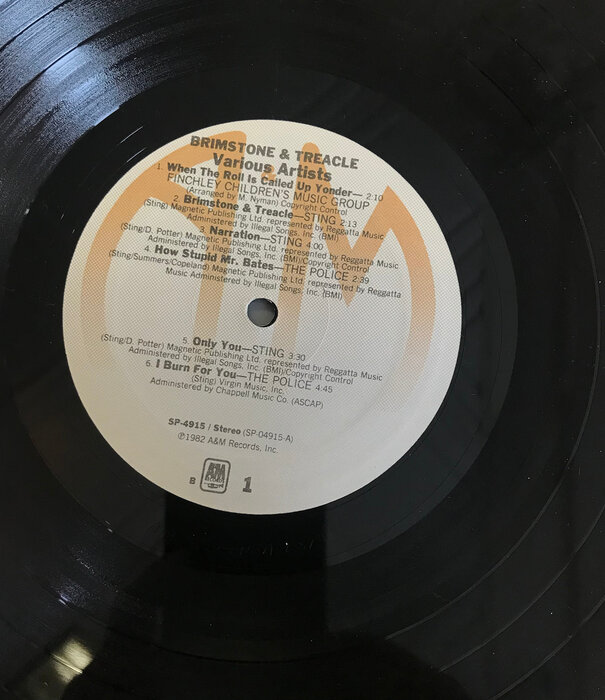 BRIMSTONE & TREACLE
Various Artists
1. When The Roll Is Called Up Yonder— 2:10
FINCHLEY CHILDREN'S MUSIC GROUP
(Arranged by M. Nyman) Copyright Control
2. Brimstone & Treacle—STING 2:13
(Sting) Magnetic Publishing Ltd. represented by Reggatta Music
Administered by Illegal Songs, Inc. (BMI)
3. Narration—STING 4:00
(Sting/D. Potter) Magnetic Publishing Ltd. represented by Reggatta Music
Administered by Illegal Songs, Inc. (BMI)/Copyright Control
4. How Stupid Mr. Bates—THE POLICE 2:39
(Sting/Summers/Copeland) Magnetic Publishing Ltd. represented by Reggatta
Music Administered by Illegal Songs, Inc. (BMI)
5. Only You—STING 3:30
(Sting/D. Potter) Magnetic Publishing Ltd. represented by Reggatta Music
Administered by Illegal Songs, Inc. (BMI)/Copyright Control
6. I Burn For You—THE POLICE 4:45
(Sting) Virgin Music, Inc.
Administered by Chappell Music Co. (ASCAP)
SP-4915 / Stereo (SP-04915-A)
℗1982 A&M Records, Inc.
B A&M RECORDS 1